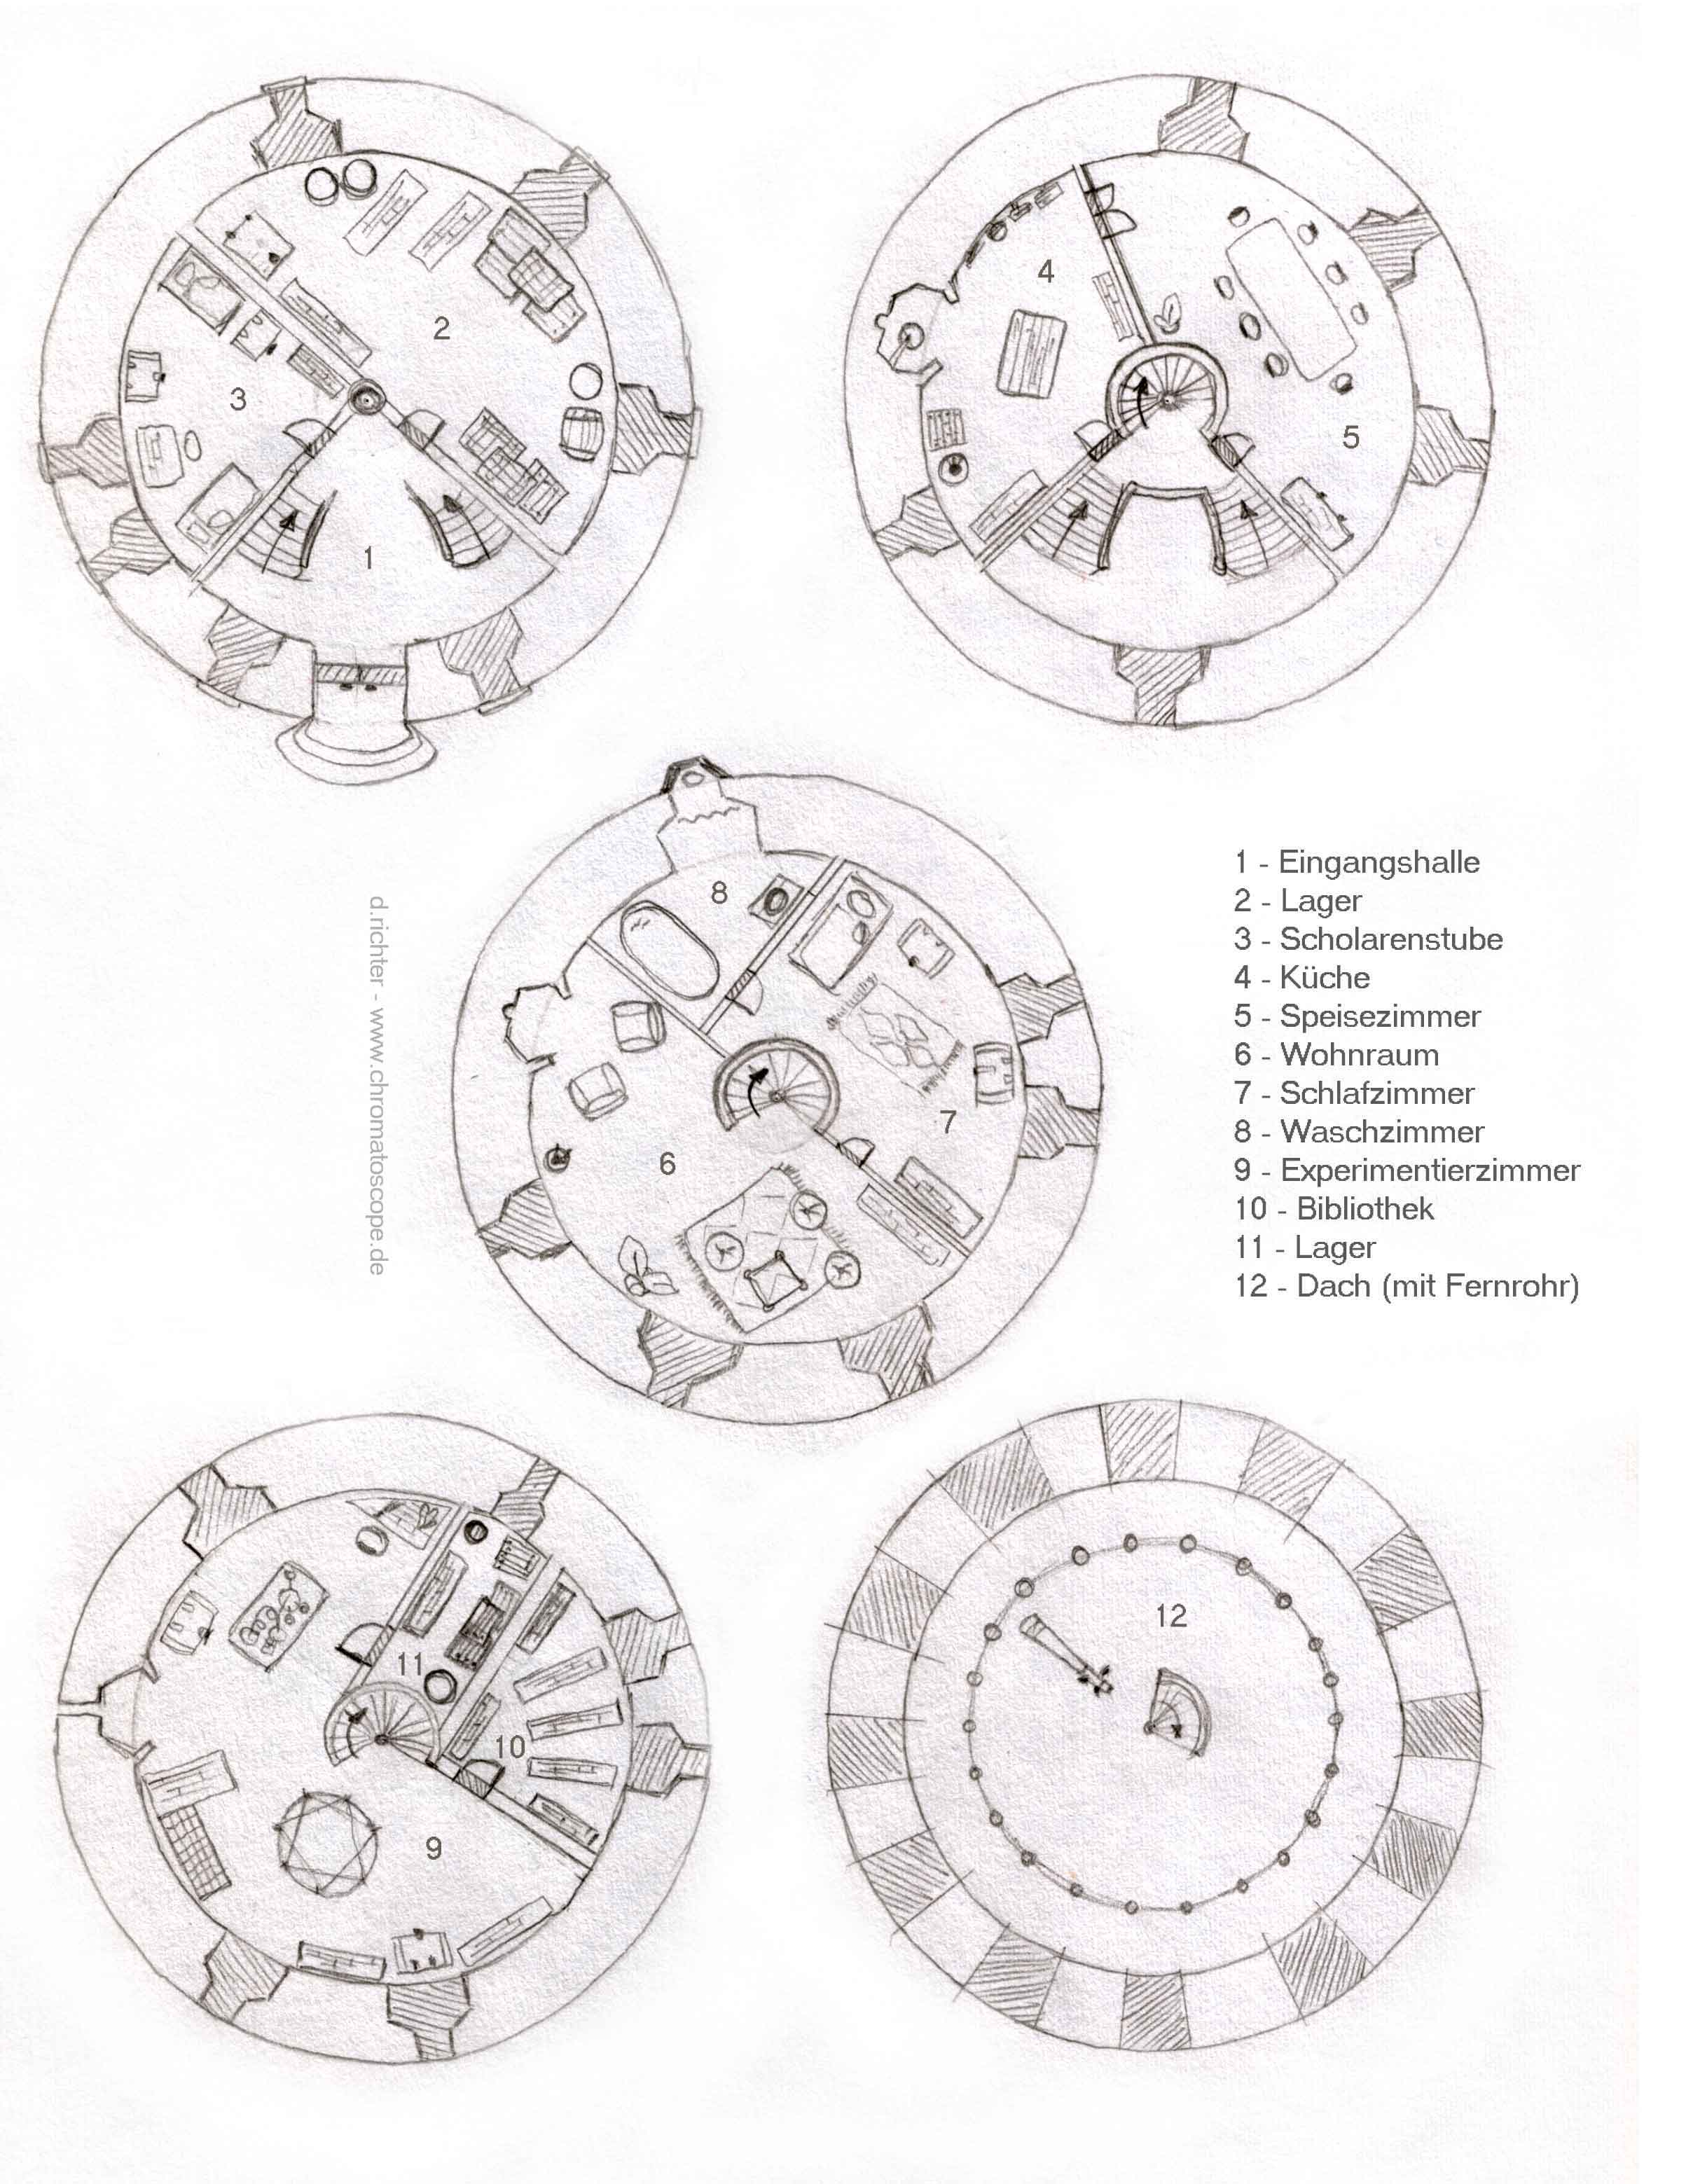 2
3
1
4
5
1 - Eingangshalle
2 - Lager
3 - Scholarenstube
4 - Küche
5 - Speisezimmer
6 - Wohnraum
7 - Schlafzimmer
8 - Waschzimmer
9 - Experimentierzimmer
10 - Bibliothek
11 - Lager
12 - Dach (mit Fernrohr)
d.richter - www.chromatoscope.de
8
7
6
11
10
9
12